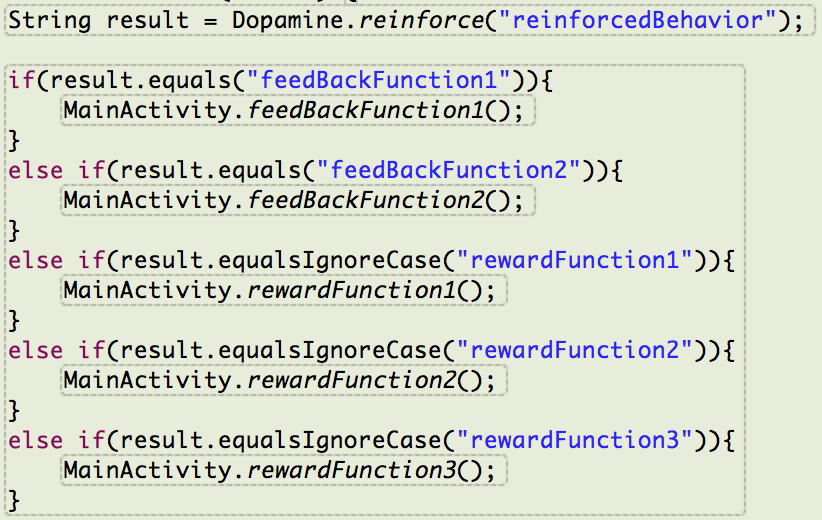 String result = Dopamine.reinforce("reinforcedBehavior");
if(result.equals("feedBackFunction1")){
MainActivity.feedBackFunction1();
}
else if(result.equals("feedBackFunction2")){
MainActivity.feedBackFunction2();
}
else if(result.equalsIgnoreCase("rewardFunction1")){
MainActivity.rewardFunction1();
}
else if(result.equalsIgnoreCase("rewardFunction2")){
MainActivity.rewardFunction2();
}
else if(result.equalsIgnoreCase("rewardFunction3")){
MainActivity.rewardFunction3();
}